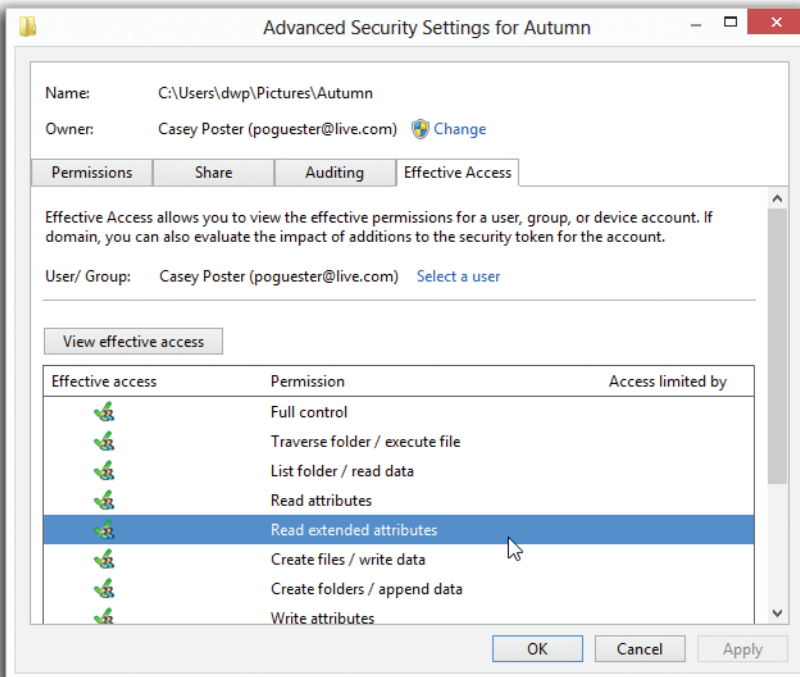 Advanced Security Settings for Autumn
Name: C:\Users\dwp\Pictures\Autumn
Owner: Casey Poster (poguester@live.com) Change
Permissions Share Auditing Effective Access
Effective Access allows you to view the effective permissions for a user, group, or device account. If
domain, you can also evaluate the impact of additions to the security token for the account.
User/ Group: Casey Poster (poguester@live.com) Select a user
View effective access
Effective access Permission Access limited by
Full control
Traverse folder / execute file
List folder / read data
Read attributes
Read extended attributes
Create files / write data
Create folders / append data
Write attributes
OK Cancel Apply